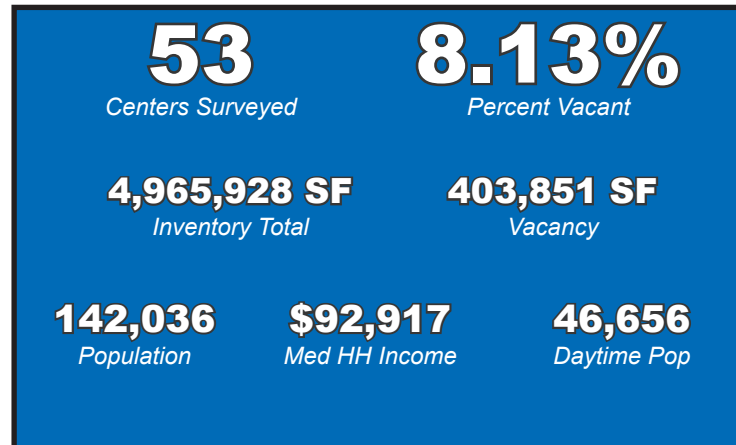 53 8.13%
Centers Surveyed Percent Vacant
4,965,928 SF 403,851 SF
Inventory Total Vacancy
142,036 $92,917 46,656
Population Med HH Income Daytime Pop